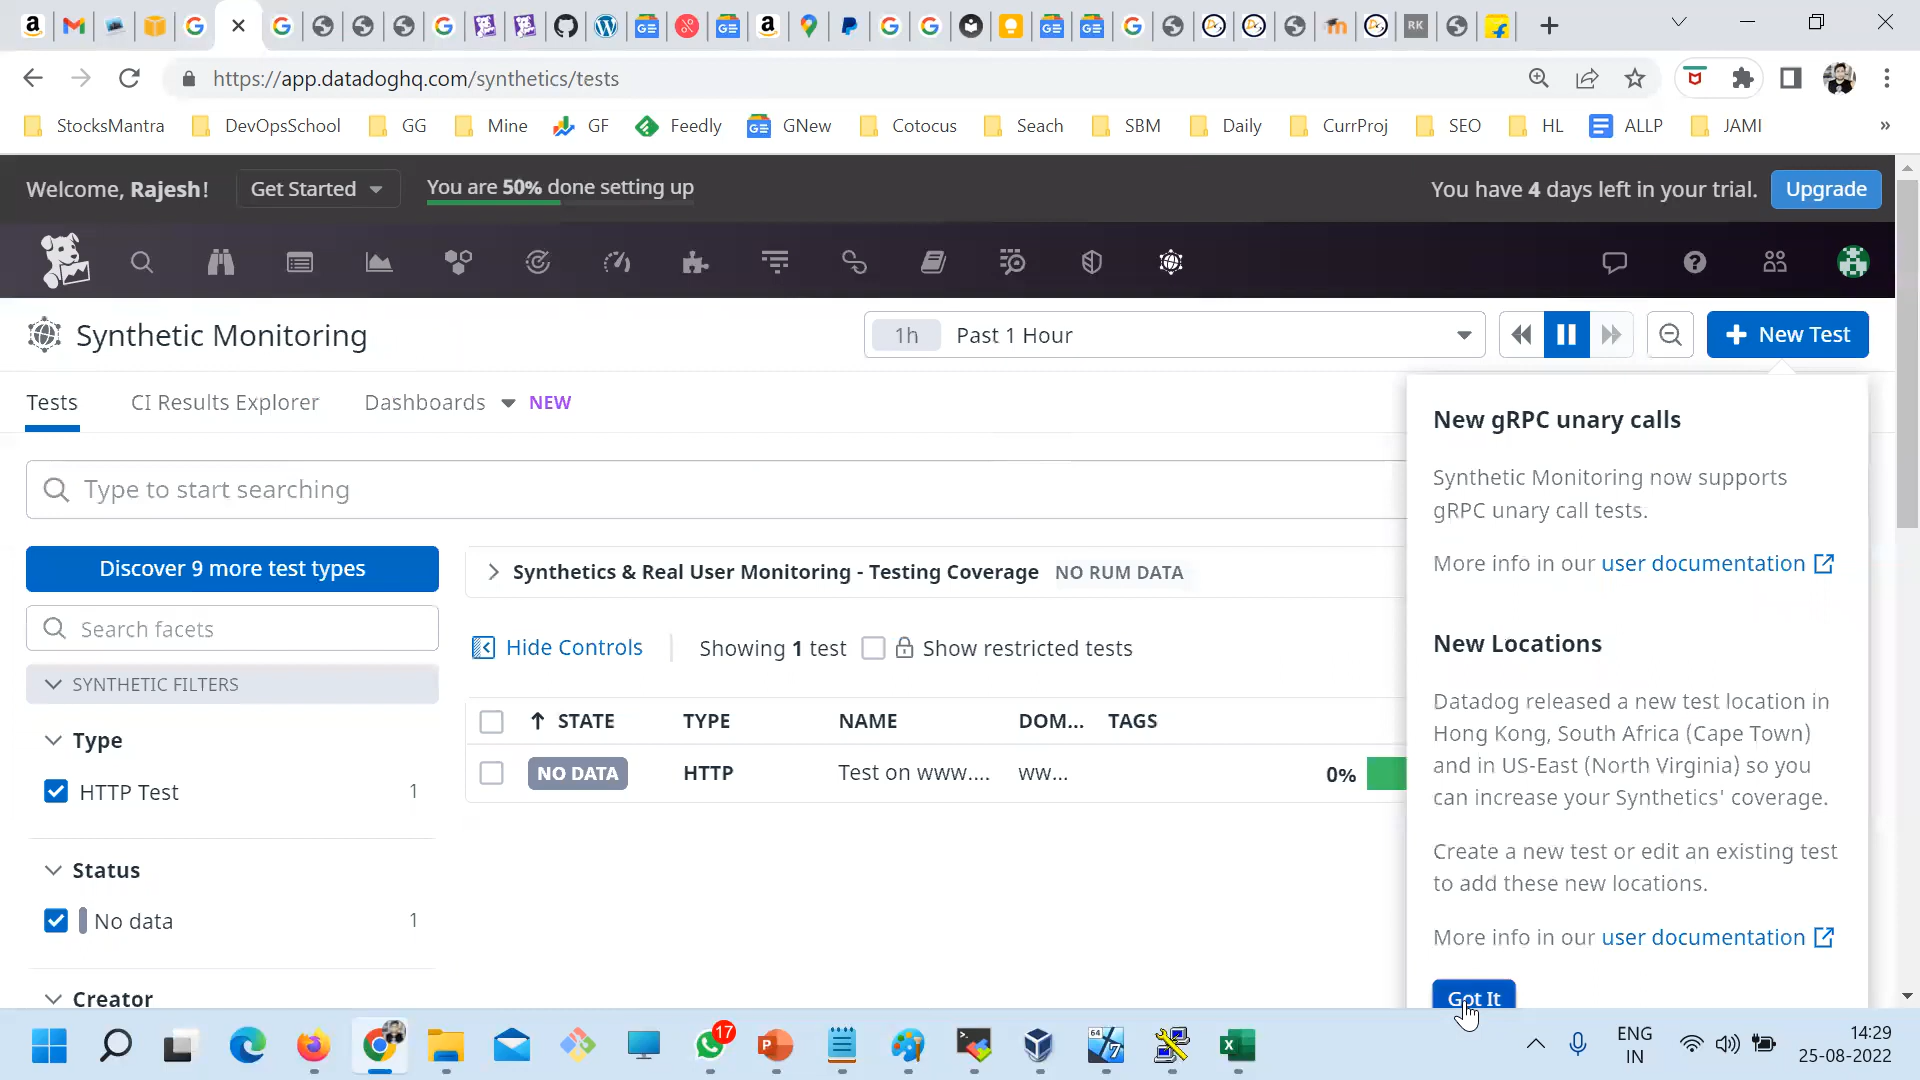 https://app.datadoghq.com/synthetics/tests
StocksMantra
DevOpsSchool
GG
Mine
GF
Feedly
GNew
Cotocus
Seach
SBM
Daily
CurrProj
SEO
HL
ALLP
JAMI
»
Welcome, Rajesh!
Get Started
You are 50% done setting up
You have 4 days left in your trial.
Upgrade
Synthetic Monitoring
1h Past 1 Hour
+ New Test
Tests
CI Results Explorer
Dashboards
NEW
Type to start searching
New gRPC unary calls
Synthetic Monitoring now supports
gRPC unary call tests.
More info in our user documentation
New Locations
Datadog released a new test location in
Hong Kong, South Africa (Cape Town)
and in US-East (North Virginia) so you
can increase your Synthetics' coverage.
Create a new test or edit an existing test
to add these new locations.
More info in our user documentation
Got It
Discover 9 more test types
Search facets
SYNTHETIC FILTERS
Type
HTTP Test 1
Status
No data 1
Creator
Synthetics & Real User Monitoring - Testing Coverage NO RUM DATA
Hide Controls
Showing 1 test
Show restricted tests
STATE TYPE NAME DOM... TAGS
NO DATA HTTP Test on www.... ww... 0%
17
64
7
ENG
IN
14:29
25-08-2022
RK